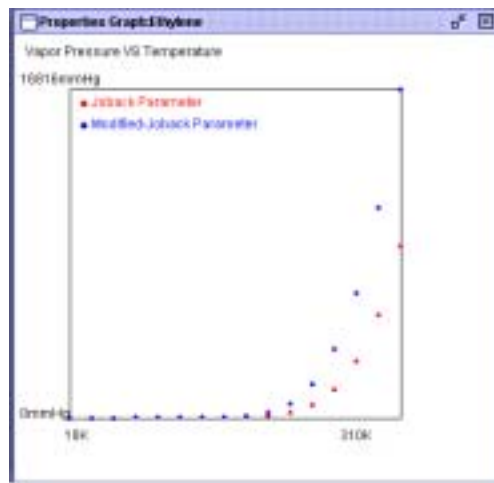 Properties Graph:Ethylene
Vapor Pressure VS Temperature
16816mmHg
Joback Parameter
Modified-Joback Parameter
0mmHg
18K
310K